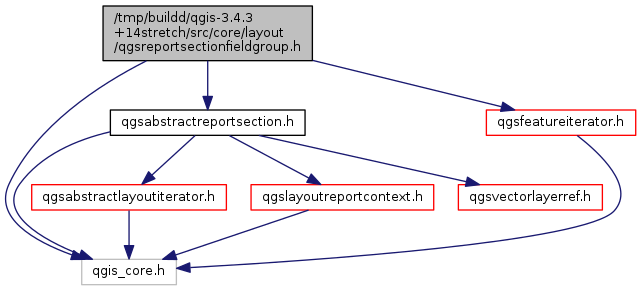 /tmp/buildd/qgis-3.4.3
+14stretch/src/core/layout
/qgsreportsectionfieldgroup.h
qgsabstractreportsection.h
qgsfeatureiterator.h
qgsabstractlayoutiterator.h
qgslayoutreportcontext.h
qgsvectorlayerref.h
qgis_core.h